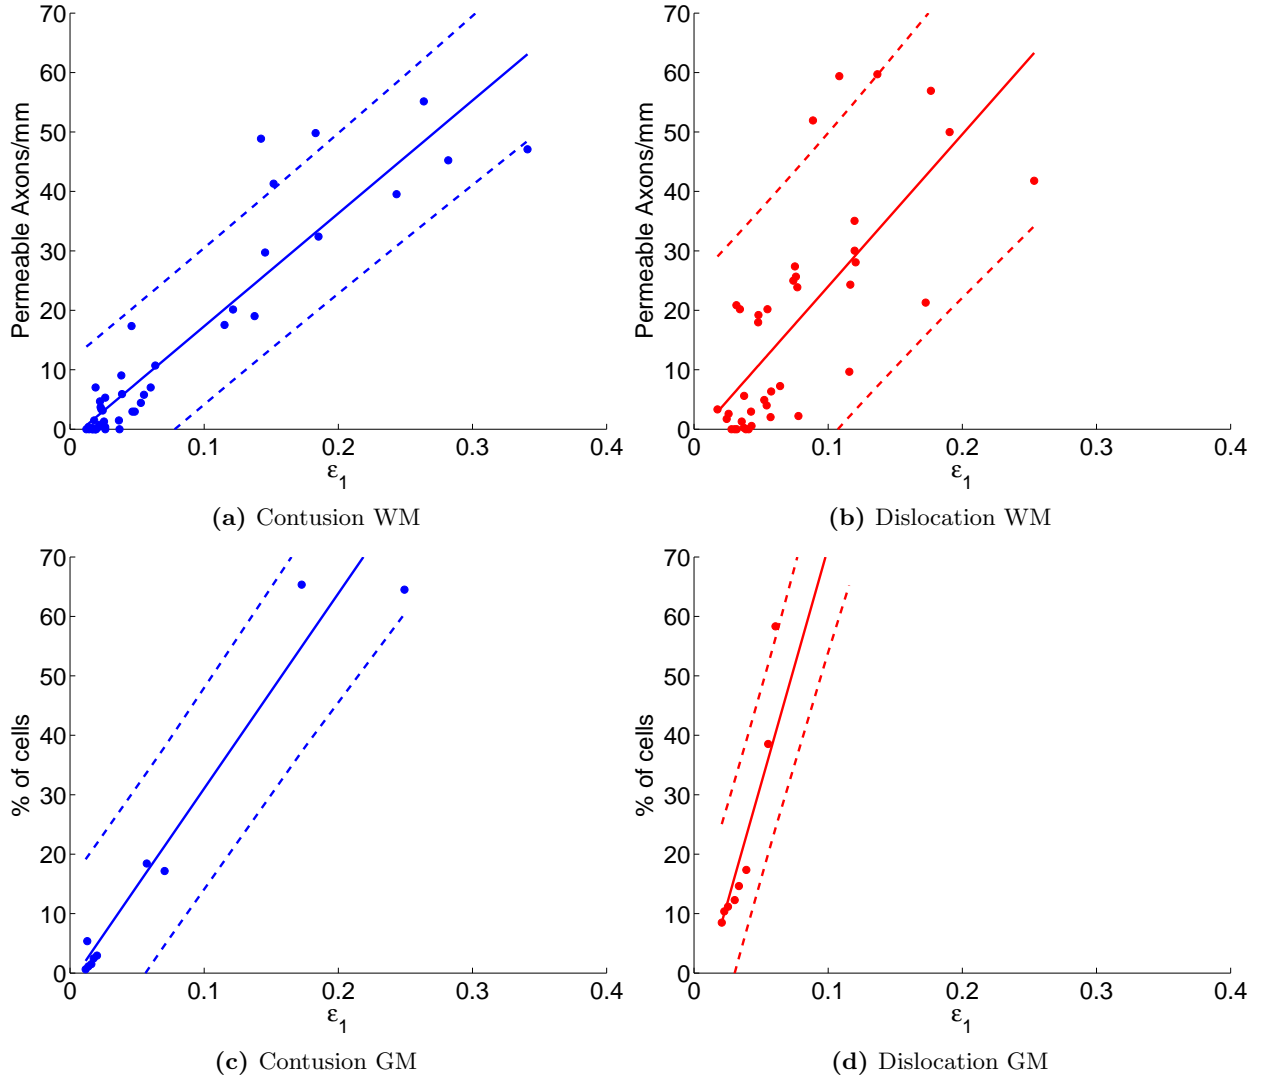 70
60
50
40
30
20
10
0
Permeable Axons/mm
0 0.1 0.2 0.3 0.4
ε1
(a) Contusion WM
70
60
50
40
30
20
10
0
Permeable Axons/mm
0 0.1 0.2 0.3 0.4
ε1
(b) Dislocation WM
70
60
50
40
30
20
10
0
% of cells
0 0.1 0.2 0.3 0.4
ε1
(c) Contusion GM
70
60
50
40
30
20
10
0
% of cells
0 0.1 0.2 0.3 0.4
ε1
(d) Dislocation GM